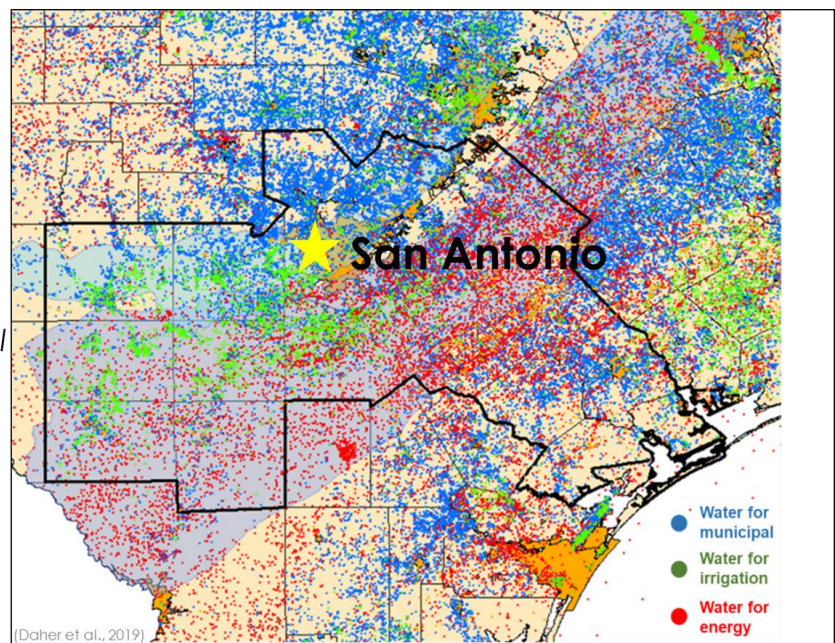 San Antonio
Water for
municipal
Water for
irrigation
Water for
energy
(Daher et al., 2019)